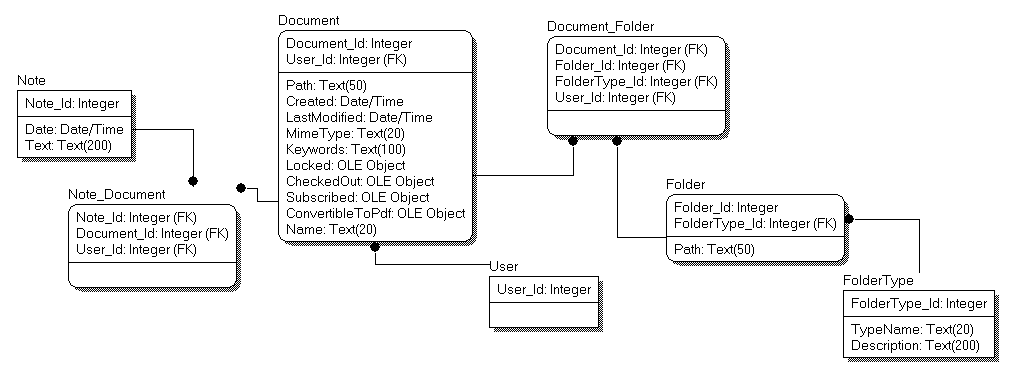 Document
Document_Id: Integer
User_Id: Integer (FK)
Path: Text(50)
Created: Date/Time
LastModified: Date/Time
MimeType: Text(20)
Keywords: Text(100)
Locked: OLE Object
CheckedOut: OLE Object
Subscribed: OLE Object
ConvertibleToPdf: OLE Object
Name: Text(20)
Document_Folder
Document_Id: Integer (FK)
Folder_Id: Integer (FK)
FolderType_Id: Integer (FK)
User_Id: Integer (FK)
Note
Note_Id: Integer
Date: Date/Time
Text: Text(200)
Note_Document
Note_Id: Integer (FK)
Document_Id: Integer (FK)
User_Id: Integer (FK)
Folder
Folder_Id: Integer
FolderType_Id: Integer (FK)
Path: Text(50)
User
User_Id: Integer
FolderType
FolderType_Id: Integer
TypeName: Text(20)
Description: Text(200)